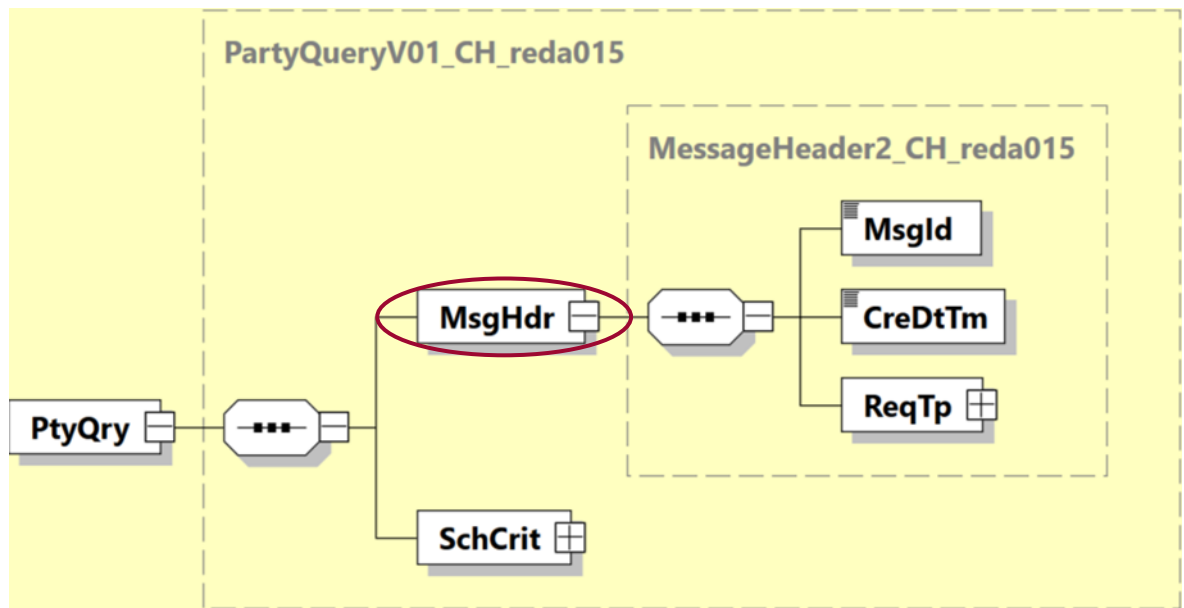 PartyQueryV01_CH_reda015
MessageHeader2_CH_reda015
MsgId
MsgHdr
CreDtTm
ReqTp
PtyQry
SchCrit